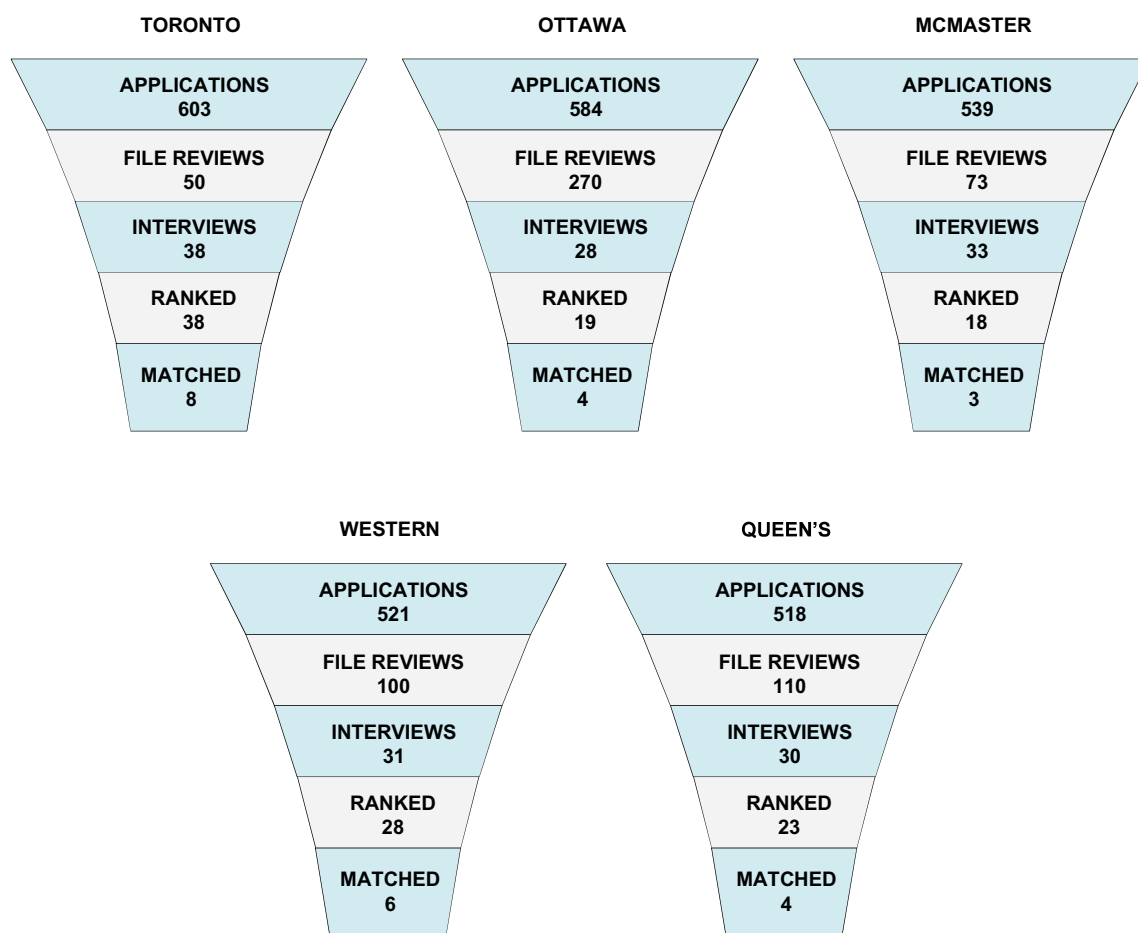 TORONTO
APPLICATIONS
603
FILE REVIEWS
50
INTERVIEWS
38
RANKED
38
MATCHED
8
OTTAWA
APPLICATIONS
584
FILE REVIEWS
270
INTERVIEWS
28
RANKED
19
MATCHED
4
MCMASTER
APPLICATIONS
539
FILE REVIEWS
73
INTERVIEWS
33
RANKED
18
MATCHED
3
WESTERN
APPLICATIONS
521
FILE REVIEWS
100
INTERVIEWS
31
RANKED
28
MATCHED
6
QUEEN'S
APPLICATIONS
518
FILE REVIEWS
110
INTERVIEWS
30
RANKED
23
MATCHED
4